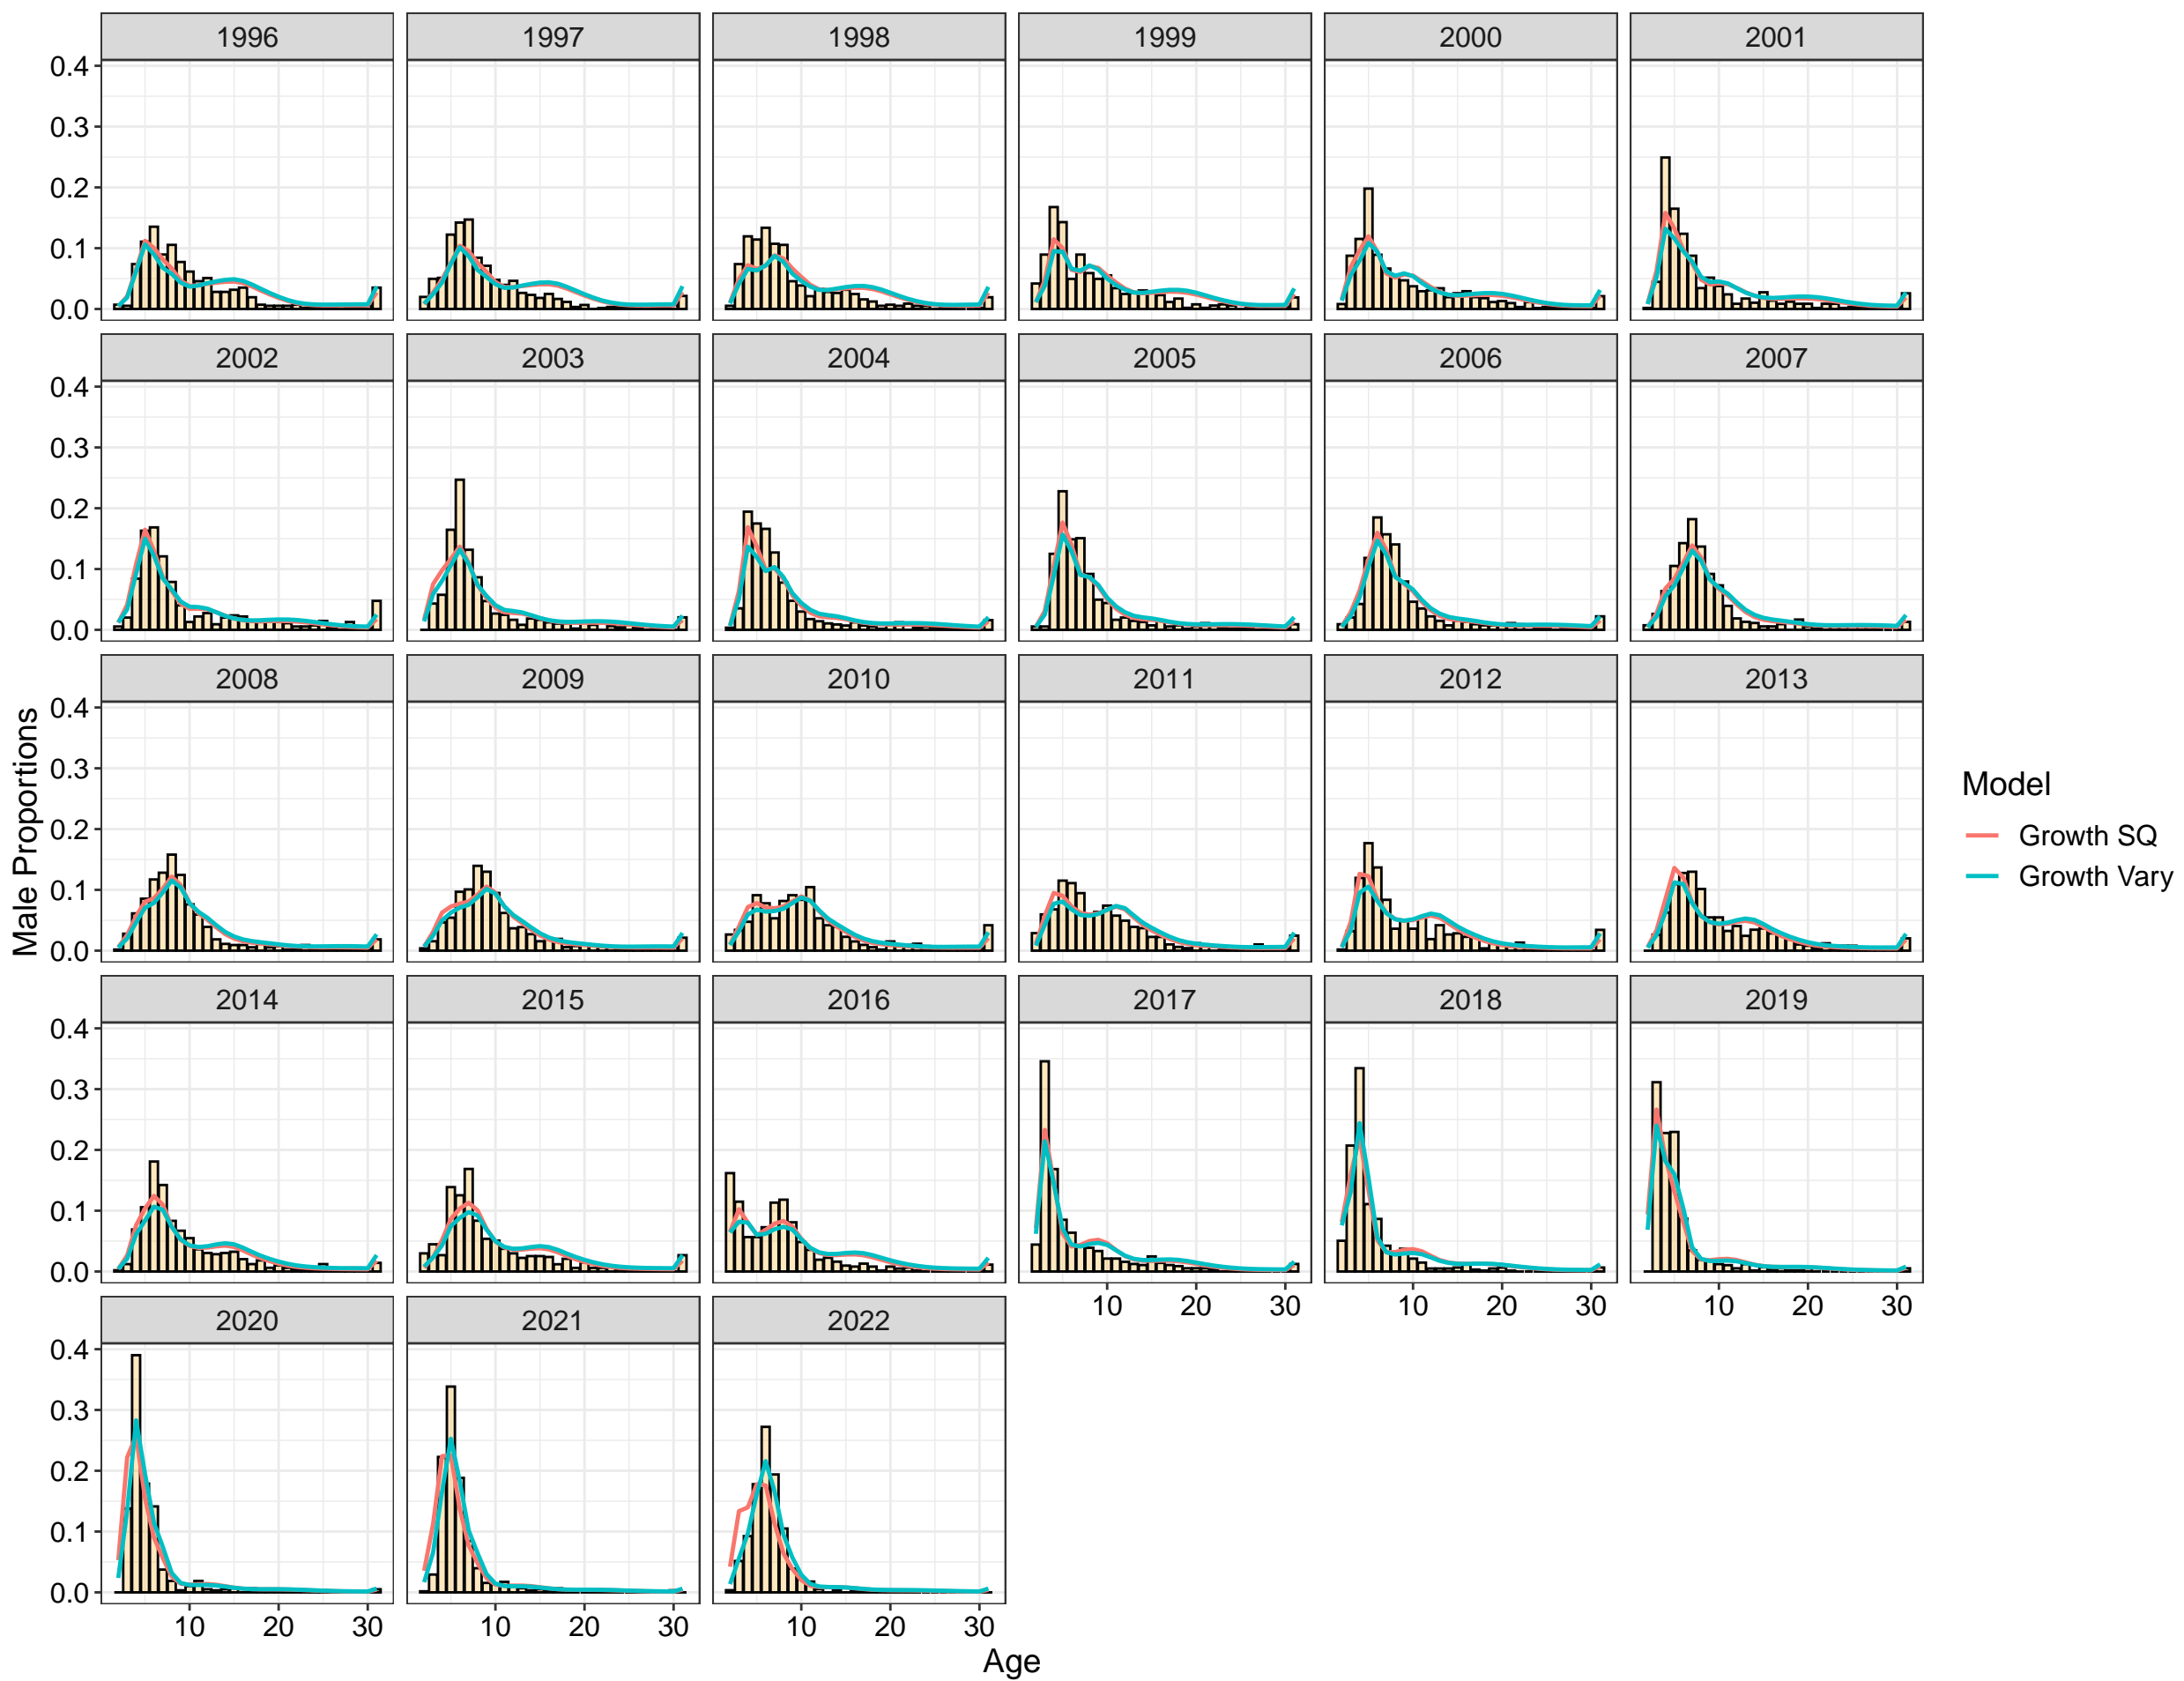 1996 1997 1998 1999 2000 2001
0.4
0.3
0.2
0.1
0.0
2002 2003 2004 2005 2006 2007
0.4
0.3
0.2
0.1
0.0
2008 2009 2010 2011 2012 2013
0.4
0.3
0.2
0.1
0.0
2014 2015 2016 2017 2018 2019
0.4
0.3
0.2
0.1
0.0
10 20 30 10 20 30 10 20 30
2020 2021 2022
0.4
0.3
0.2
0.1
0.0
10 20 30 10 20 30 10 20 30
Age
Male Proportions
Model
Growth SQ
Growth Vary